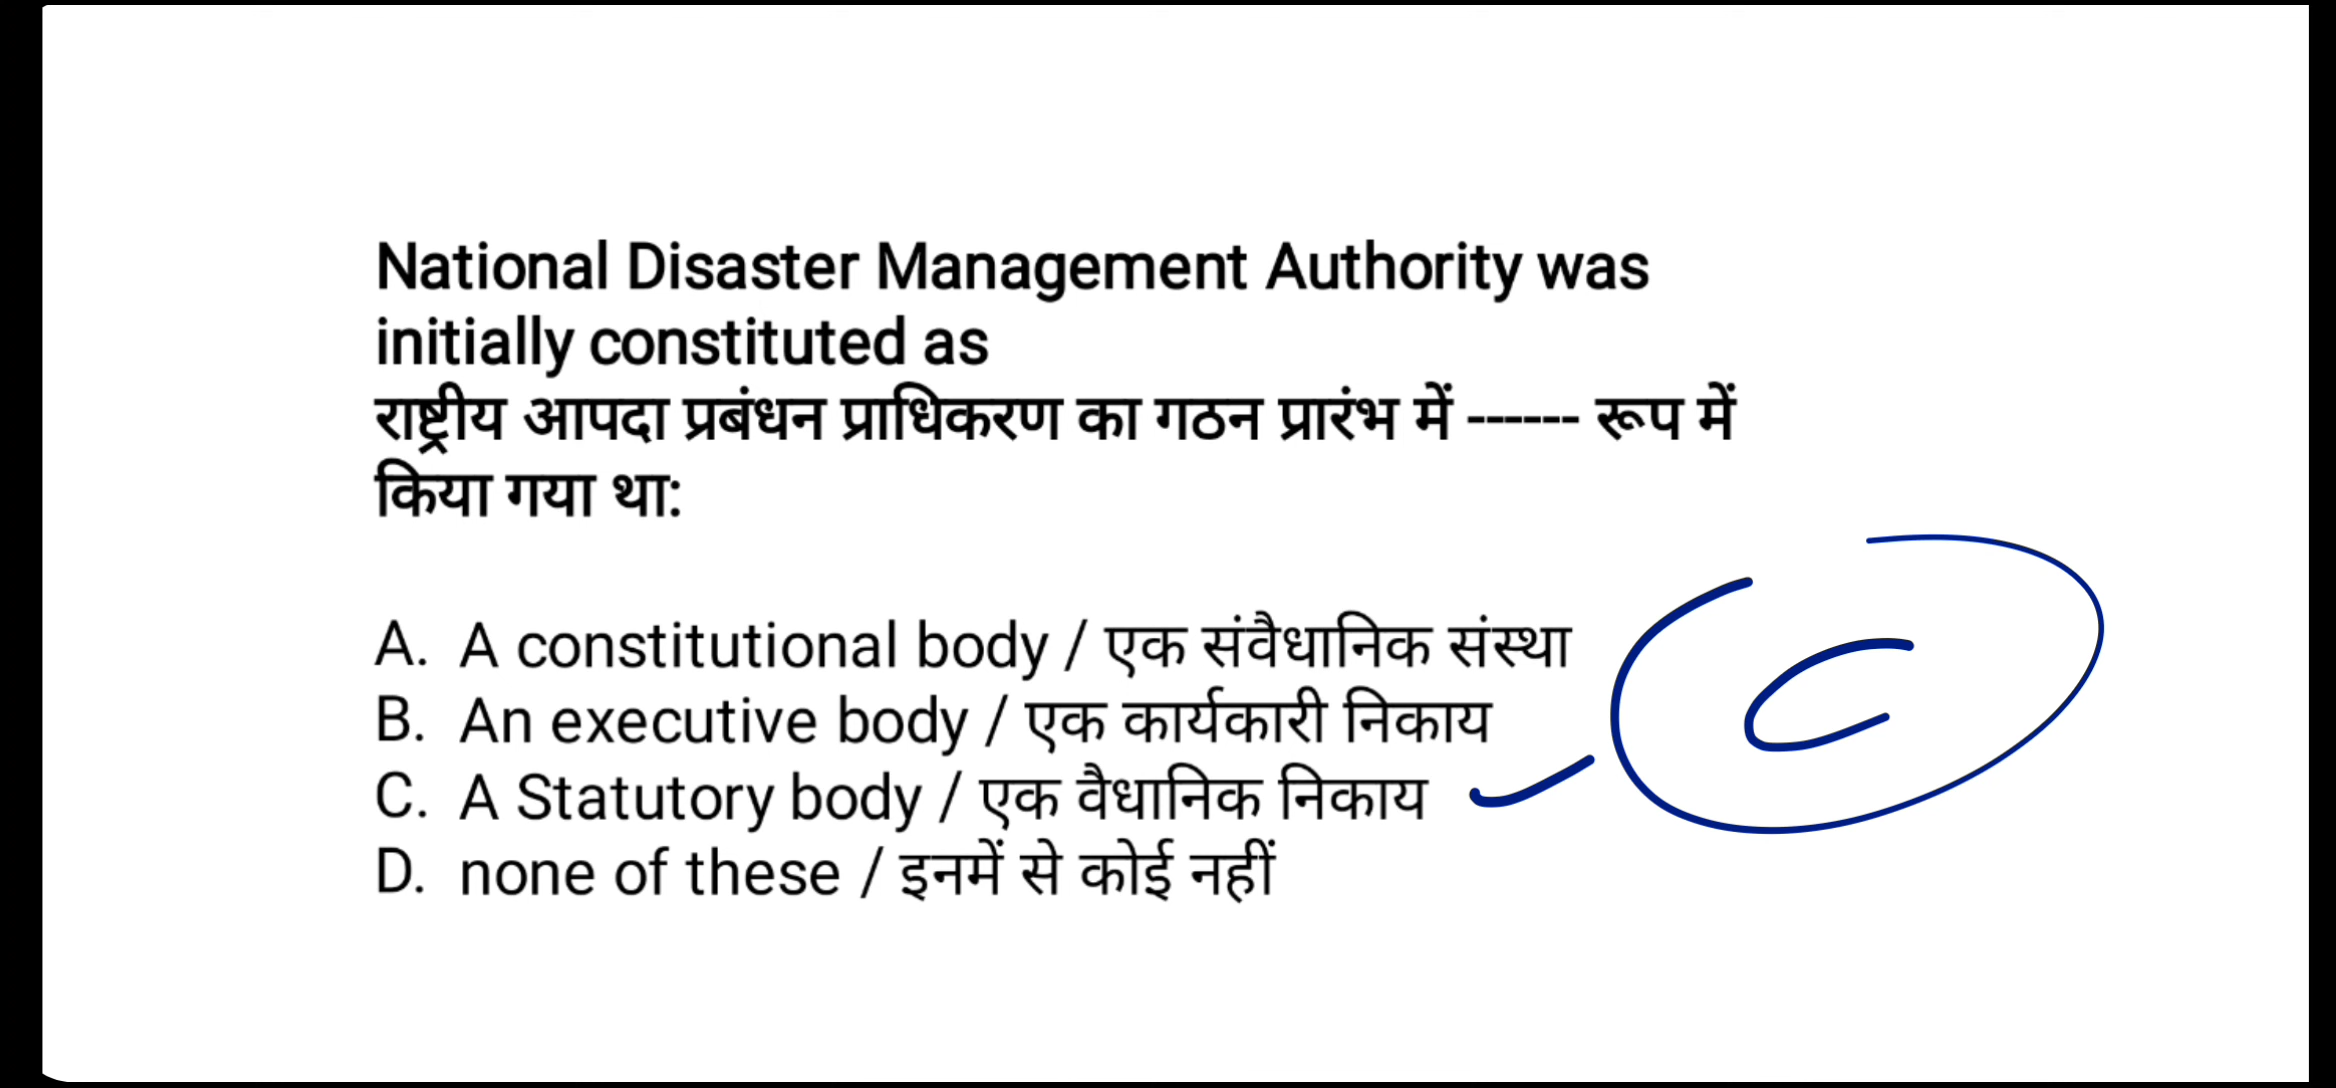 National Disaster Management Authority was
initially constituted as
राष्ट्रीय आपदा प्रबंधन प्राधिकरण का गठन प्रारंभ में ------ रूप में
किया गया था:
A. A constitutional body / एक संवैधानिक संस्था
B. An executive body / एक कार्यकारी निकाय
C. A Statutory body / एक वैधानिक निकाय
D. none of these / इनमें से कोई नहीं
C